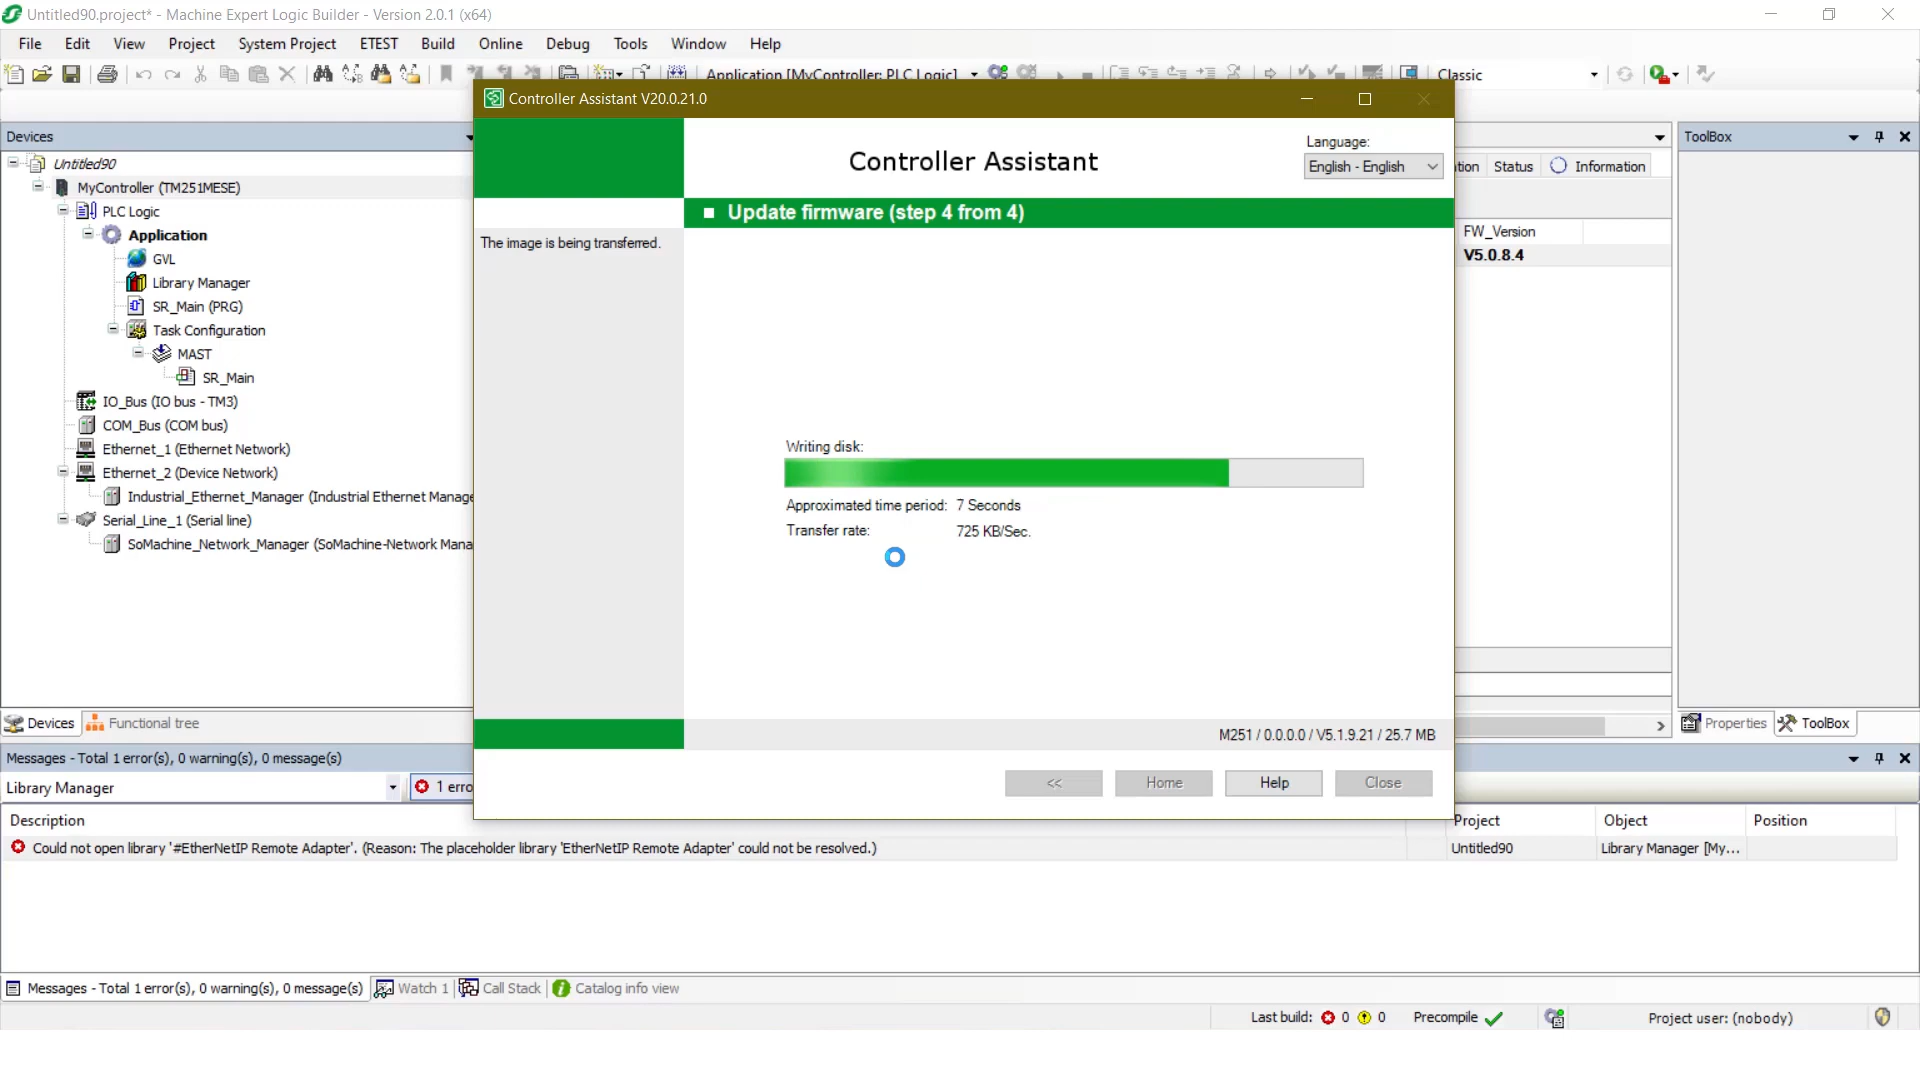 Untitled90.project* - Machine Expert Logic Builder - Version 2.0.1 (x64)
File Edit View Project System Project ETEST Build Online Debug Tools Window Help
Application [MyController: PLC Logic] Classic
Controller Assistant V20.0.21.0
Devices
Untitled90
MyController (TM251MESE)
PLC Logic
Application
GVL
Library Manager
SR_Main (PRG)
Task Configuration
MAST
SR_Main
IO_Bus (IO bus - TM3)
COM_Bus (COM bus)
Ethernet_1 (Ethernet Network)
Ethernet_2 (Device Network)
Industrial_Ethernet_Manager (Industrial Ethernet Manage
Serial_Line_1 (Serial line)
SoMachine_Network_Manager (SoMachine-Network Mana
Devices Functional tree
Controller Assistant
Language:
English - English
Update firmware (step 4 from 4)
The image is being transferred.
Writing disk:
Approximated time period: 7 Seconds
Transfer rate: 725 KB/Sec.
M251 / 0.0.0.0 / V5.1.9.21 / 25.7 MB
<< Home Help Close
tion Status Information
FW_Version
V5.0.8.4
ToolBox
Properties ToolBox
Messages - Total 1 error(s), 0 warning(s), 0 message(s)
Library Manager 1 erro
Description Project Object Position
Could not open library '#EtherNetIP Remote Adapter'. (Reason: The placeholder library 'EtherNetIP Remote Adapter' could not be resolved.) Untitled90 Library Manager [My...
Messages - Total 1 error(s), 0 warning(s), 0 message(s) Watch 1 Call Stack Catalog info view
Last build: 0 0 Precompile Project user: (nobody)